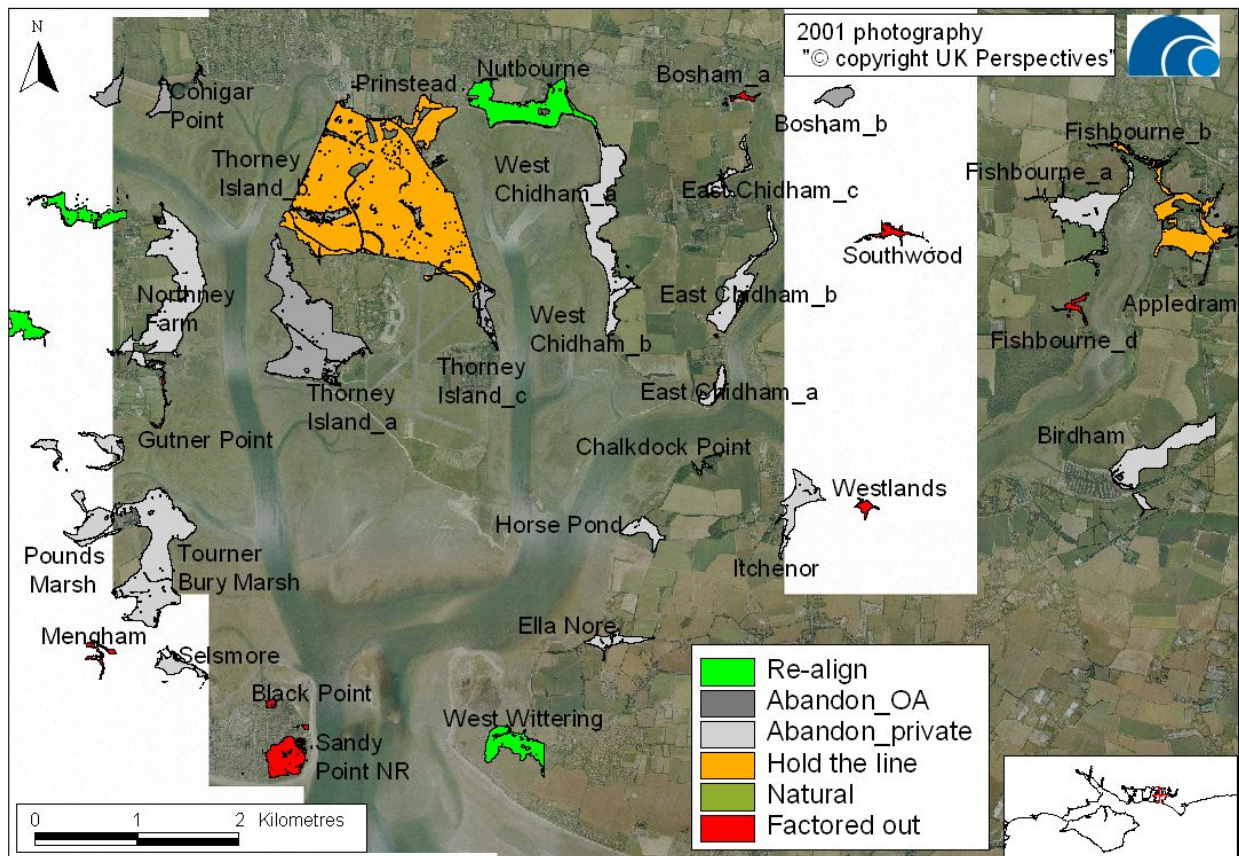 N
2001 photography
"© copyright UK Perspectives"
Conigar
Point
Prinstead
Nutbourne
Bosham_a
Bosham_b
Fishbourne_b
Thorney
Island_b
West
Chidham_a
East Chidham_c
Fishbourne_a
Southwood
Northney
Farm
West
Chidham_b
East Chidham_b
Appledram
Fishbourne_d
Thorney
Island_a
Thorney
Island_c
East Chidham_a
Gutner Point
Chalkdock Point
Birdham
Westlands
Horse Pond
Itchenor
Pounds
Marsh
Tourner
Bury Marsh
Mengham
Selsmore
Ella Nore
Black Point
West Wittering
Sandy
Point NR
Re-align
Abandon_OA
Abandon_private
Hold the line
Natural
Factored out
0 1 2 Kilometres